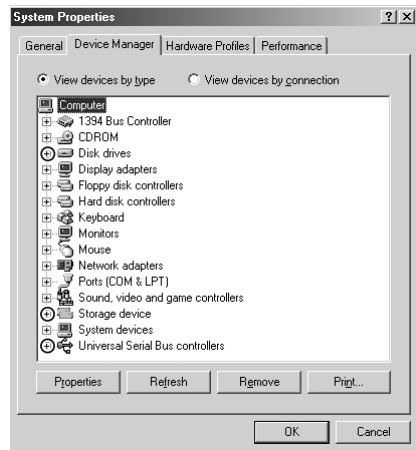 System Properties
General Device Manager Hardware Profiles Performance
View devices by type View devices by connection
Computer
1394 Bus Controller
CDROM
Disk drives
Display adapters
Floppy disk controllers
Hard disk controllers
Keyboard
Monitors
Mouse
Network adapters
Ports (COM & LPT)
Sound, video and game controllers
Storage device
System devices
Universal Serial Bus controllers
Properties Refresh Remove Print...
OK Cancel